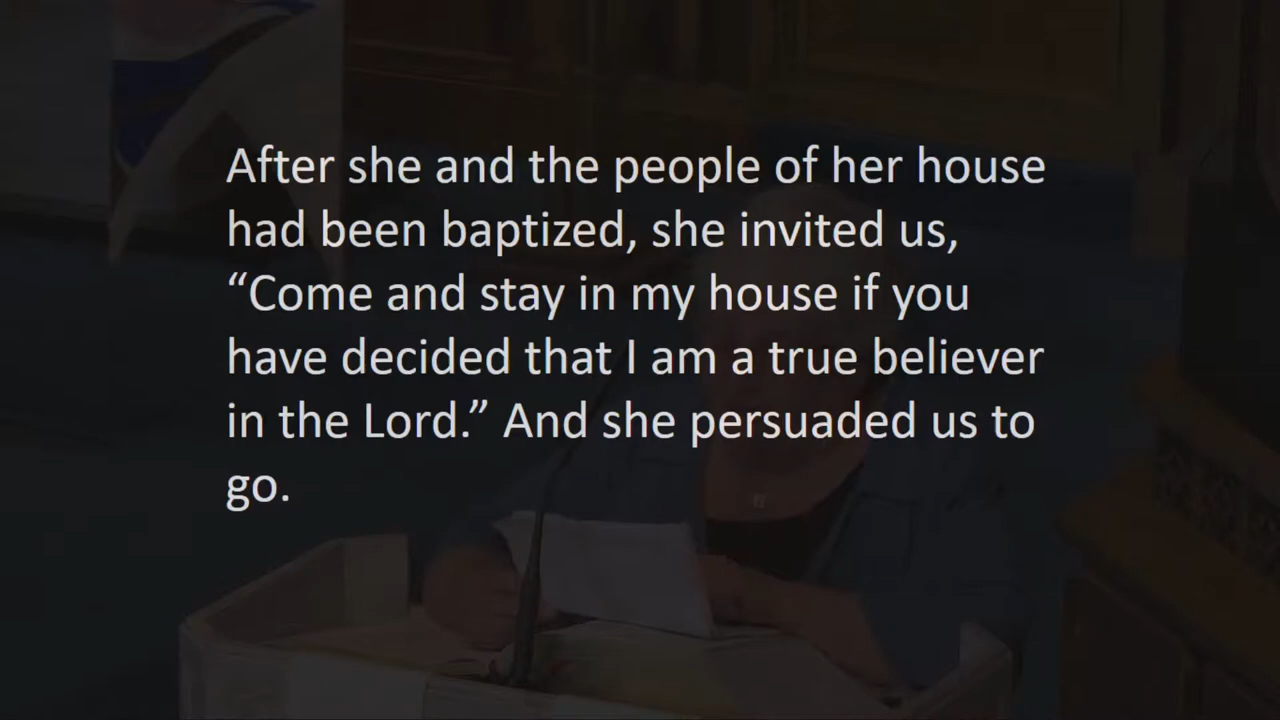 After she and the people of her house
had been baptized, she invited us,
“Come and stay in my house if you
have decided that I am a true believer
in the Lord.” And she persuaded us to
go.